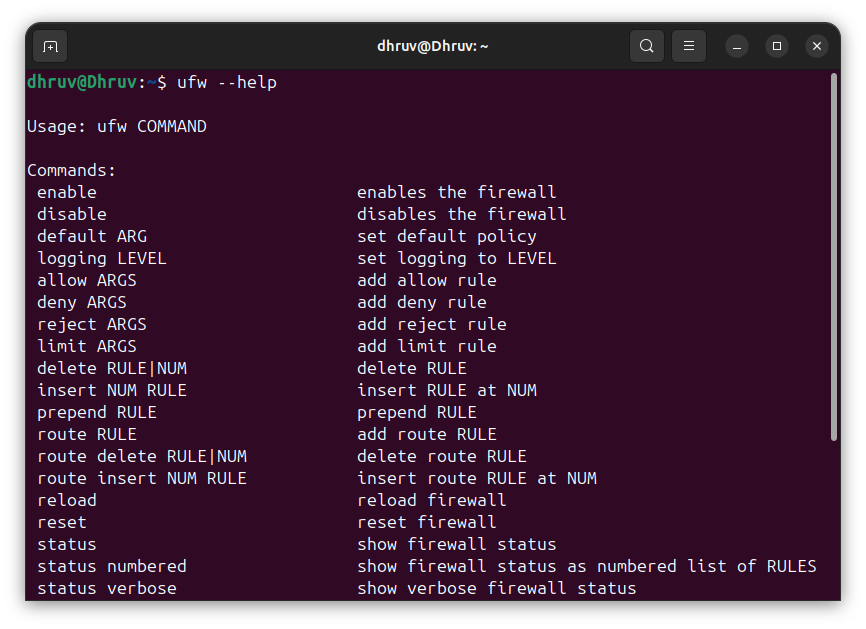 dhruv@Dhruv: ~
dhruv@Dhruv:~$ ufw --help

Usage: ufw COMMAND

Commands:
 enable                          enables the firewall
 disable                         disables the firewall
 default ARG                     set default policy
 logging LEVEL                   set logging to LEVEL
 allow ARGS                      add allow rule
 deny ARGS                       add deny rule
 reject ARGS                     add reject rule
 limit ARGS                      add limit rule
 delete RULE|NUM                 delete RULE
 insert NUM RULE                 insert RULE at NUM
 prepend RULE                    prepend RULE
 route RULE                      add route RULE
 route delete RULE|NUM           delete route RULE
 route insert NUM RULE           insert route RULE at NUM
 reload                          reload firewall
 reset                           reset firewall
 status                          show firewall status
 status numbered                 show firewall status as numbered list of RULES
 status verbose                  show verbose firewall status